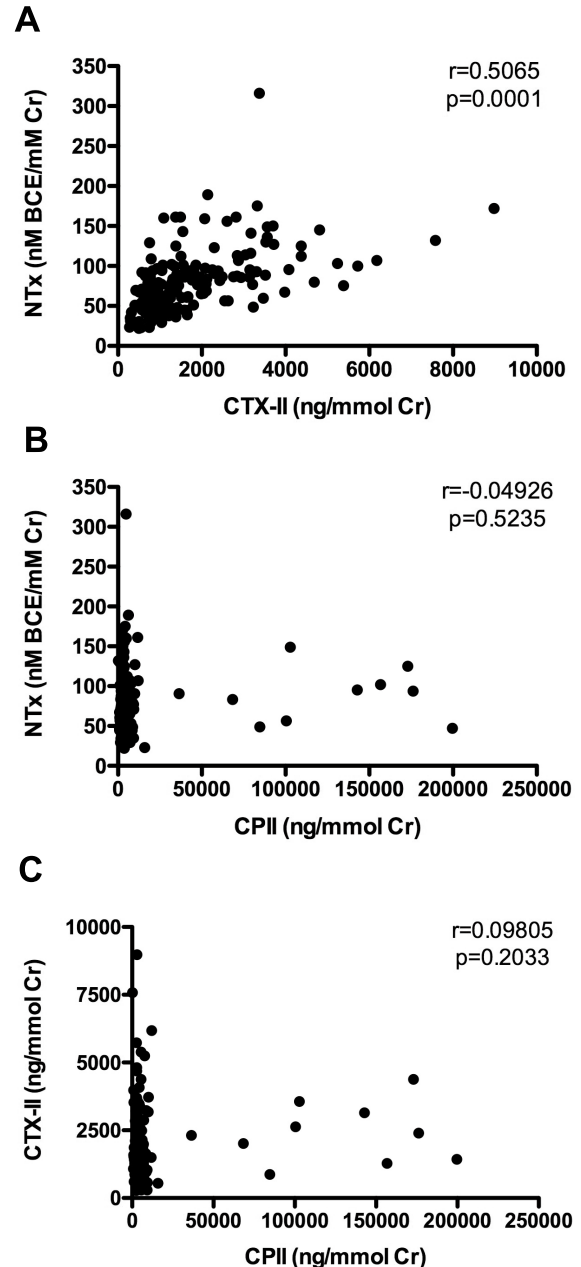 A
r=0.5065
p=0.0001
NTx (nM BCE/mM Cr)
350
300
250
200
150
100
50
0
0 2000 4000 6000 8000 10000
CTX-II (ng/mmol Cr)
B
r=-0.04926
p=0.5235
NTx (nM BCE/mM Cr)
350
300
250
200
150
100
50
0
0 50000 100000 150000 200000 250000
CPII (ng/mmol Cr)
C
r=0.09805
p=0.2033
CTX-II (ng/mmol Cr)
10000
7500
5000
2500
0
0 50000 100000 150000 200000 250000
CPII (ng/mmol Cr)